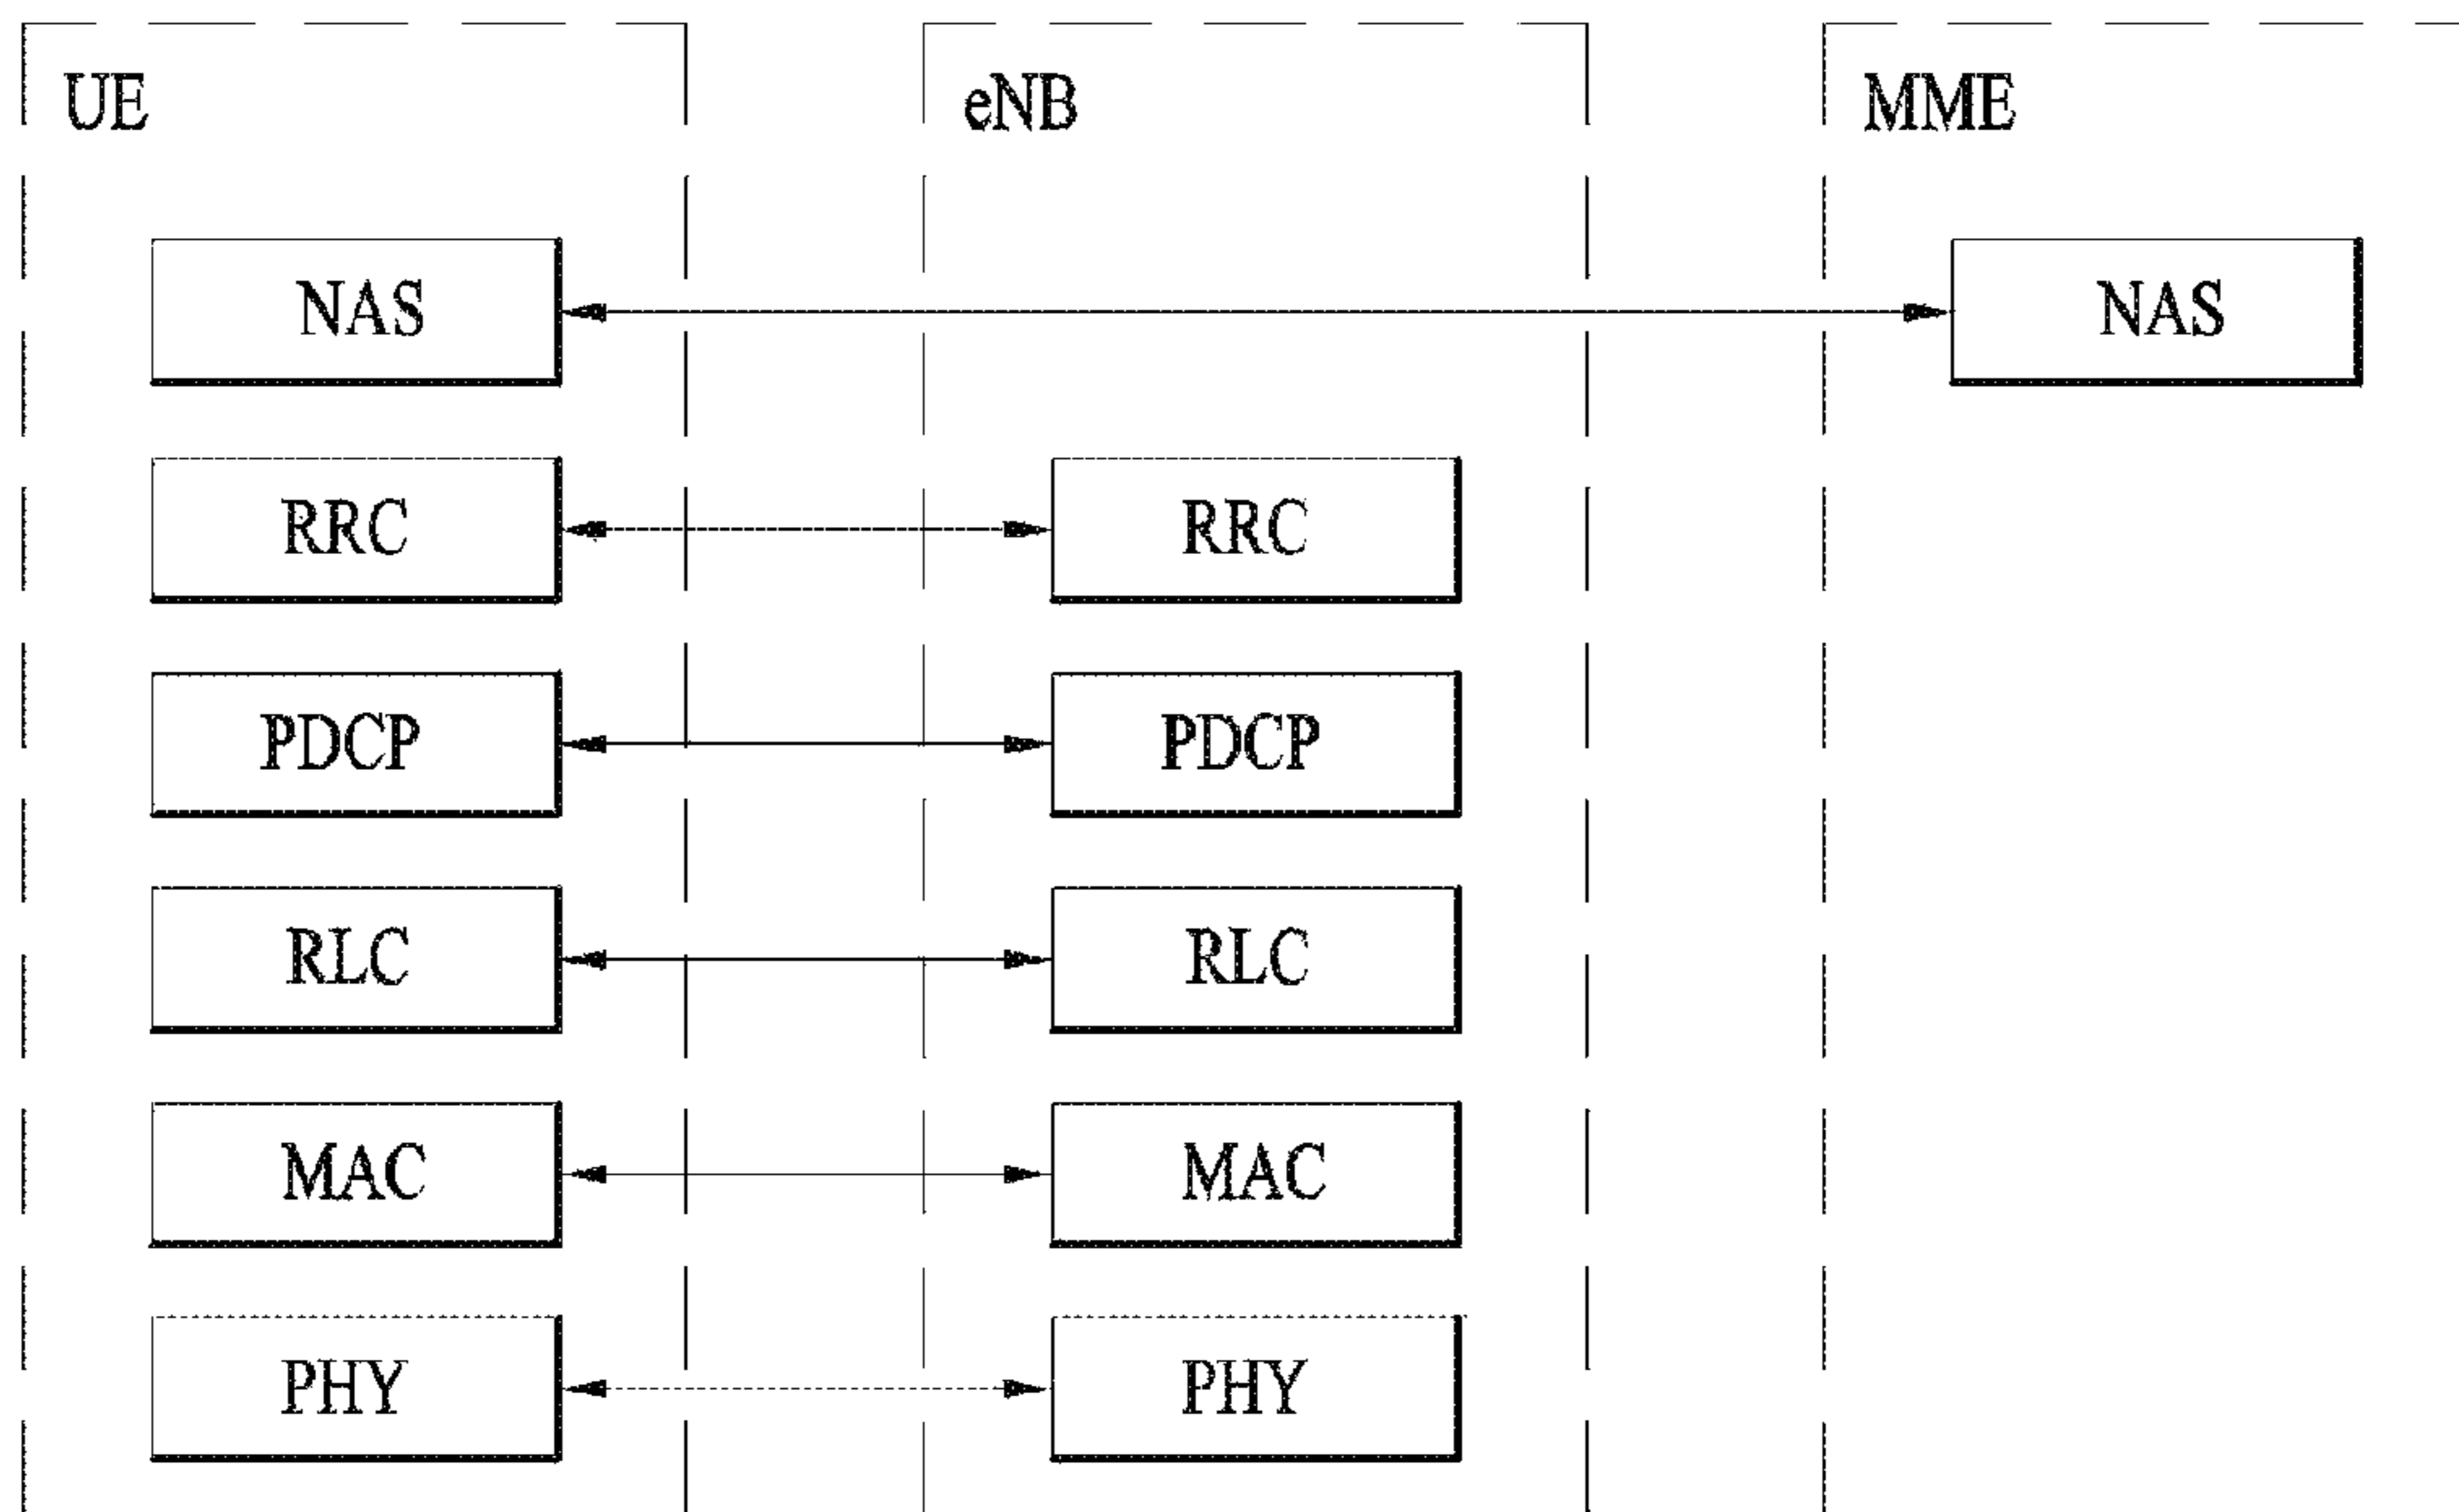 UE eNB MME
NAS NAS
RRC RRC
PDCP PDCP
RLC RLC
MAC MAC
PHY PHY